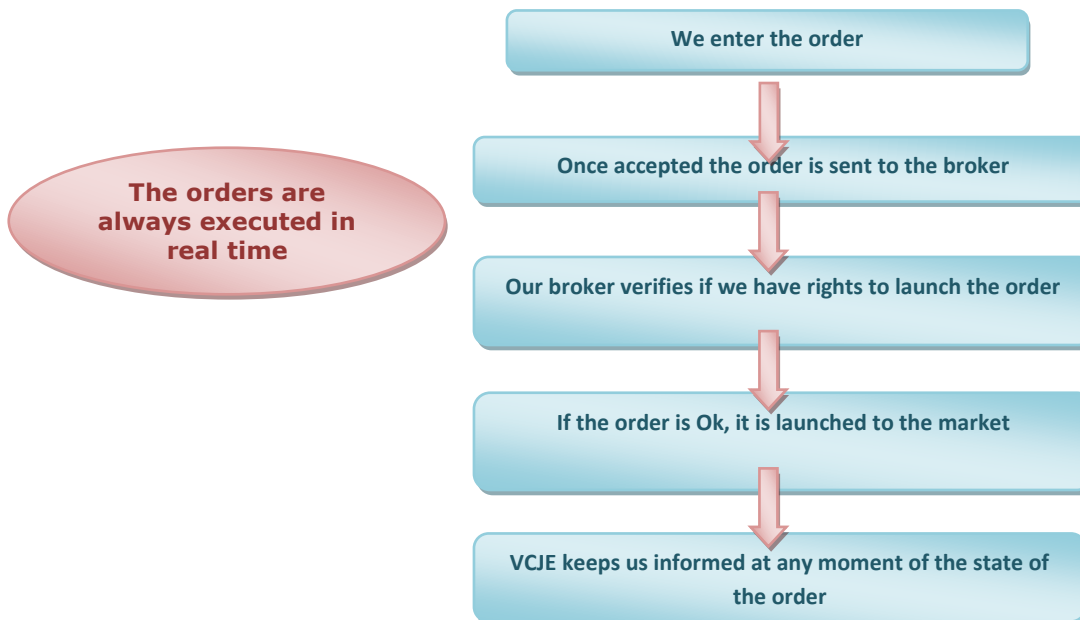 We enter the order
Once accepted the order is sent to the broker
The orders are
always executed in
real time
Our broker verifies if we have rights to launch the order
If the order is Ok, it is launched to the market
VCJE keeps us informed at any moment of the state of
the order